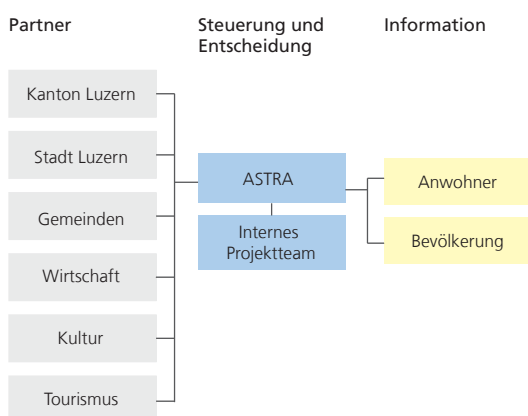 Partner
Steuerung und
Entscheidung
Information
Kanton Luzern
Stadt Luzern
Gemeinden
Wirtschaft
Kultur
Tourismus
ASTRA
Internes
Projektteam
Anwohner
Bevölkerung